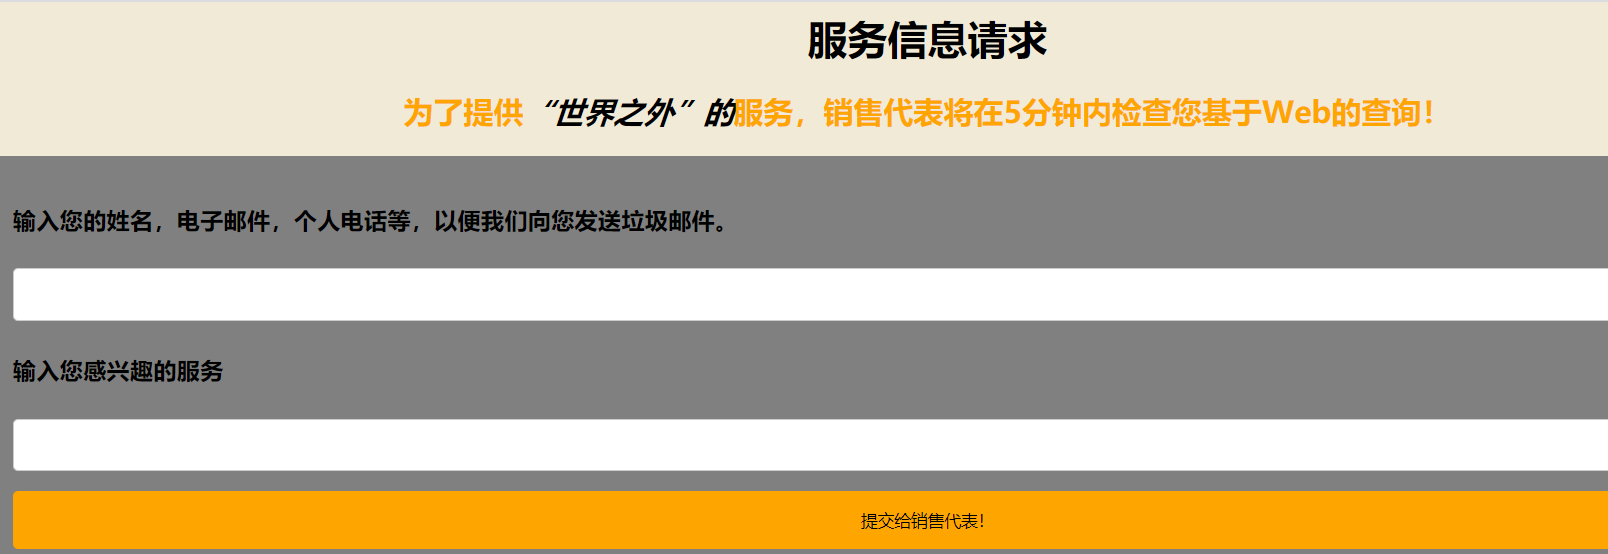 服务信息请求
为了提供“世界之外”的服务，销售代表将在5分钟内检查您基于Web的查询！
输入您的姓名，电子邮件，个人电话等，以便我们向您发送垃圾邮件。
输入您感兴趣的服务
提交给销售代表！